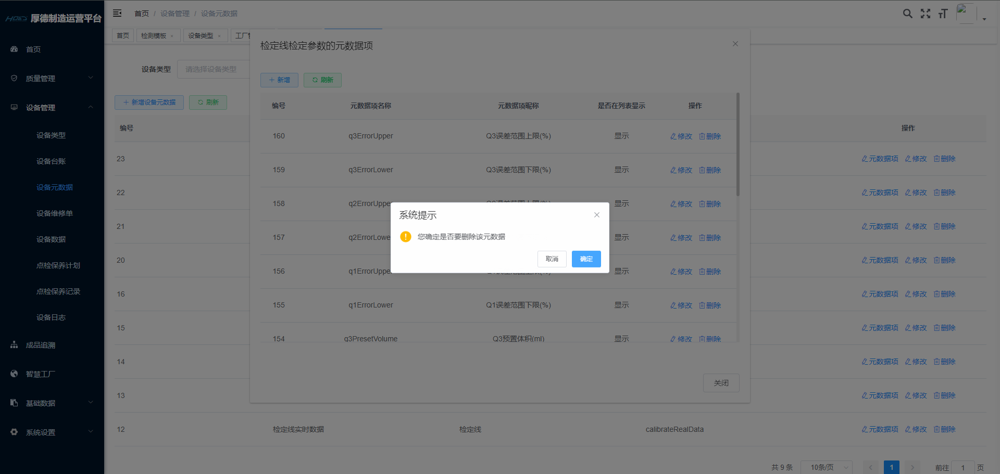 HOND 厚德制造运营平台
首页 / 设备管理 / 设备元数据
首页
质量管理
设备管理
设备类型
设备台账
设备元数据
设备维修单
设备数据
点检保养计划
点检保养记录
设备日志
成品追溯
智慧工厂
基础数据
系统设置
首页 检测模板 × 设备类型 × 工厂
设备类型 请选择设备类型
+ 新增设备元数据 刷新
编号 操作
23 元数据项 修改 删除
22 元数据项 修改 删除
21 元数据项 修改 删除
20 元数据项 修改 删除
16 元数据项 修改 删除
15 元数据项 修改 删除
14 元数据项 修改 删除
13 元数据项 修改 删除
12 检定线实时数据 检定线 calibrateRealData 元数据项 修改 删除
共 9 条 10条/页 < 1 > 前往 1 页
检定线检定参数的元数据项
+ 新增 刷新
编号 元数据项名称 元数据项昵称 是否在列表显示 操作
160 q3ErrorUpper Q3误差范围上限(%) 显示 修改 删除
159 q3ErrorLower Q3误差范围下限(%) 显示 修改 删除
158 q2ErrorUppe Q2误差范围上限(%) 显示 修改 删除
157 q2ErrorLowe 显示 修改 删除
156 q1ErrorUppe Q1误差范围上限(%) 显示 修改 删除
155 q1ErrorLower Q1误差范围下限(%) 显示 修改 删除
154 q3PresetVolume Q3预置体积(ml) 显示 修改 删除
关闭
系统提示
您确定是否要删除该元数据
取消 确定